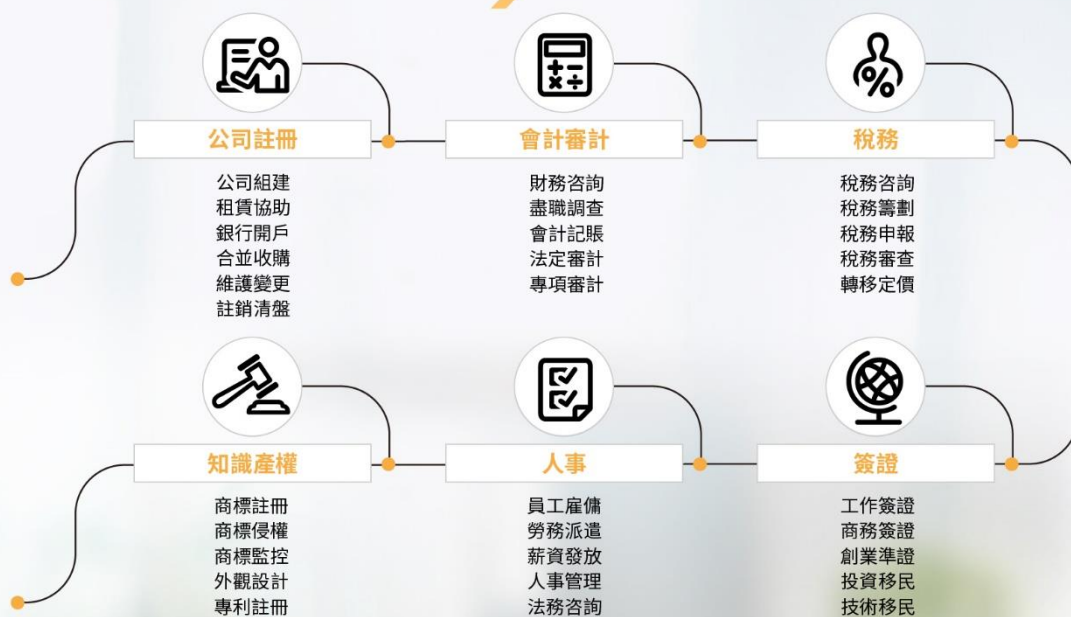 公司註冊
公司組建
租賃協助
銀行開戶
合並收購
維護變更
註銷清盤
會計審計
財務咨詢
盡職調查
會計記賬
法定審計
專項審計
稅務
稅務咨詢
稅務籌劃
稅務申報
稅務審查
轉移定價
知識產權
商標註冊
商標侵權
商標監控
外觀設計
專利註冊
人事
員工雇傭
勞務派遣
薪資發放
人事管理
法務咨詢
簽證
工作簽證
商務簽證
創業準證
投資移民
技術移民